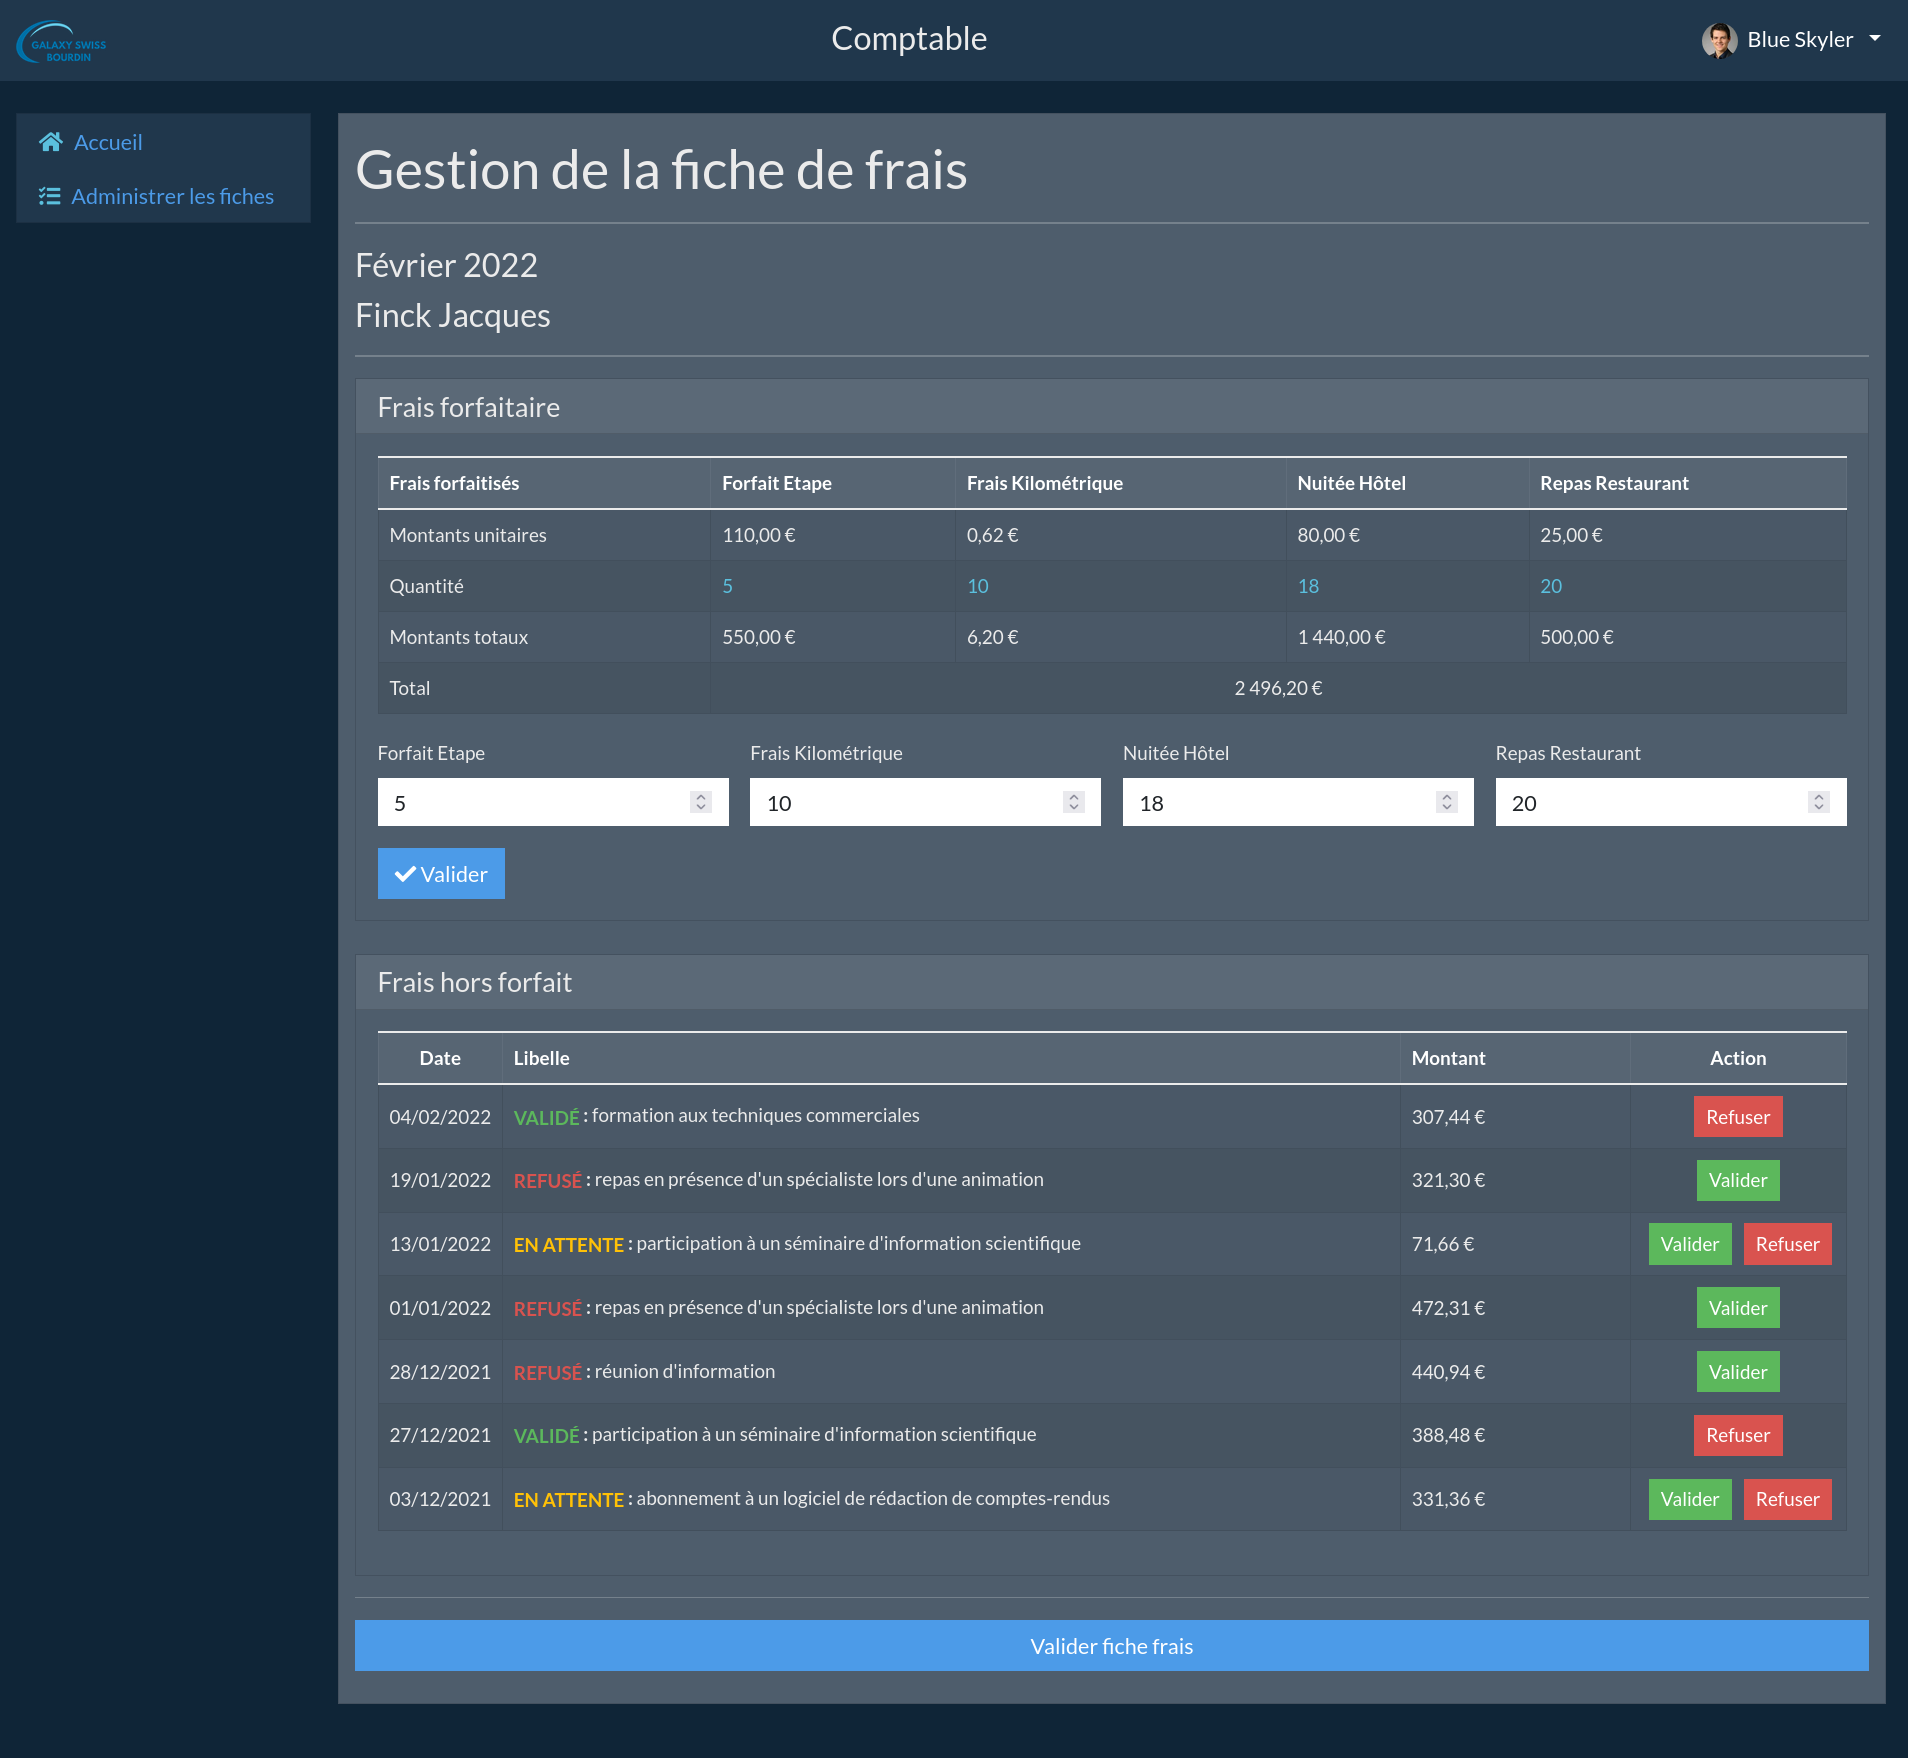 GALAXY SWISS
BOURDIN
Comptable
Blue Skyler
Accueil
Administrer les fiches
Gestion de la fiche de frais
Février 2022
Finck Jacques
Frais forfaitaire
Frais forfaitisés Forfait Etape Frais Kilométrique Nuitée Hôtel Repas Restaurant
Montants unitaires 110,00 € 0,62 € 80,00 € 25,00 €
Quantité 5 10 18 20
Montants totaux 550,00 € 6,20 € 1 440,00 € 500,00 €
Total 2 496,20 €
Forfait Etape Frais Kilométrique Nuitée Hôtel Repas Restaurant
5 10 18 20
Valider
Frais hors forfait
Date Libelle Montant Action
04/02/2022 VALIDÉ : formation aux techniques commerciales 307,44 € Refuser
19/01/2022 REFUSÉ : repas en présence d'un spécialiste lors d'une animation 321,30 € Valider
13/01/2022 EN ATTENTE : participation à un séminaire d'information scientifique 71,66 € Valider Refuser
01/01/2022 REFUSÉ : repas en présence d'un spécialiste lors d'une animation 472,31 € Valider
28/12/2021 REFUSÉ : réunion d'information 440,94 € Valider
27/12/2021 VALIDÉ : participation à un séminaire d'information scientifique 388,48 € Refuser
03/12/2021 EN ATTENTE : abonnement à un logiciel de rédaction de comptes-rendus 331,36 € Valider Refuser
Valider fiche frais